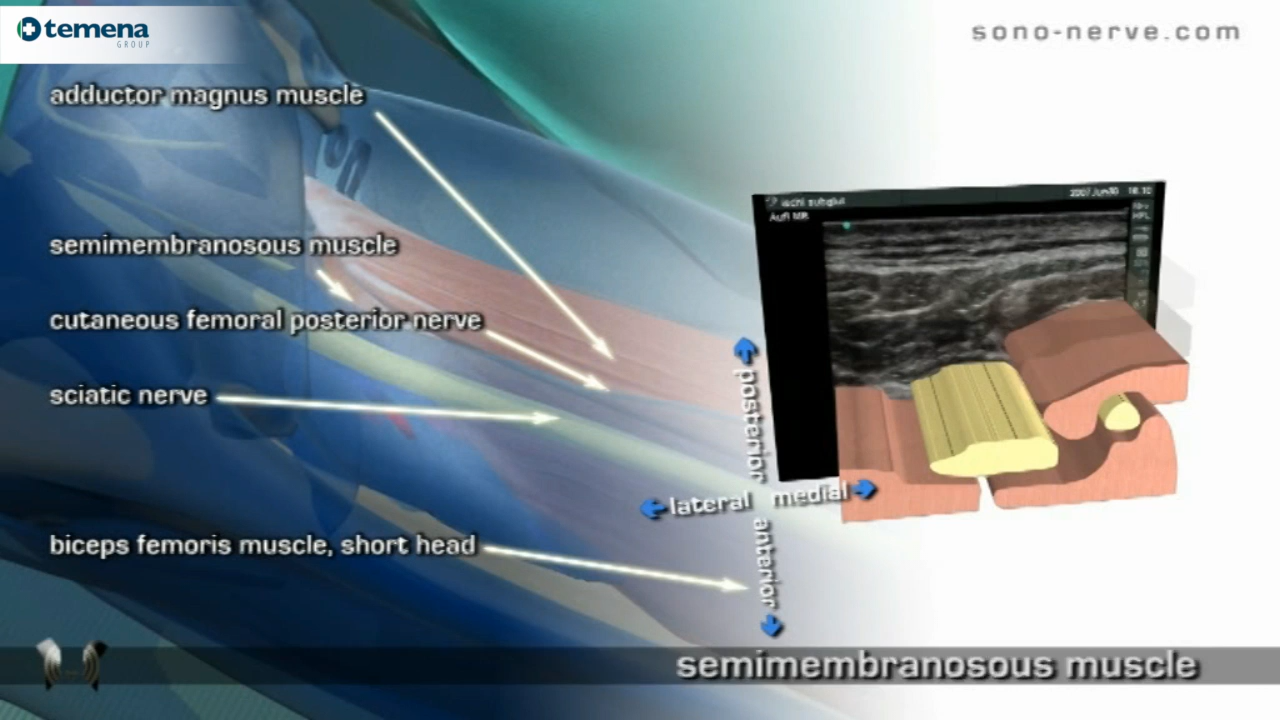 temena
GROUP
sono-nerve.com
adductor magnus muscle
semimembranosous muscle
cutaneous femoral posterior nerve
sciatic nerve
biceps femoris muscle, short head
posterior
lateral medial
anterior
semimembranosous muscle